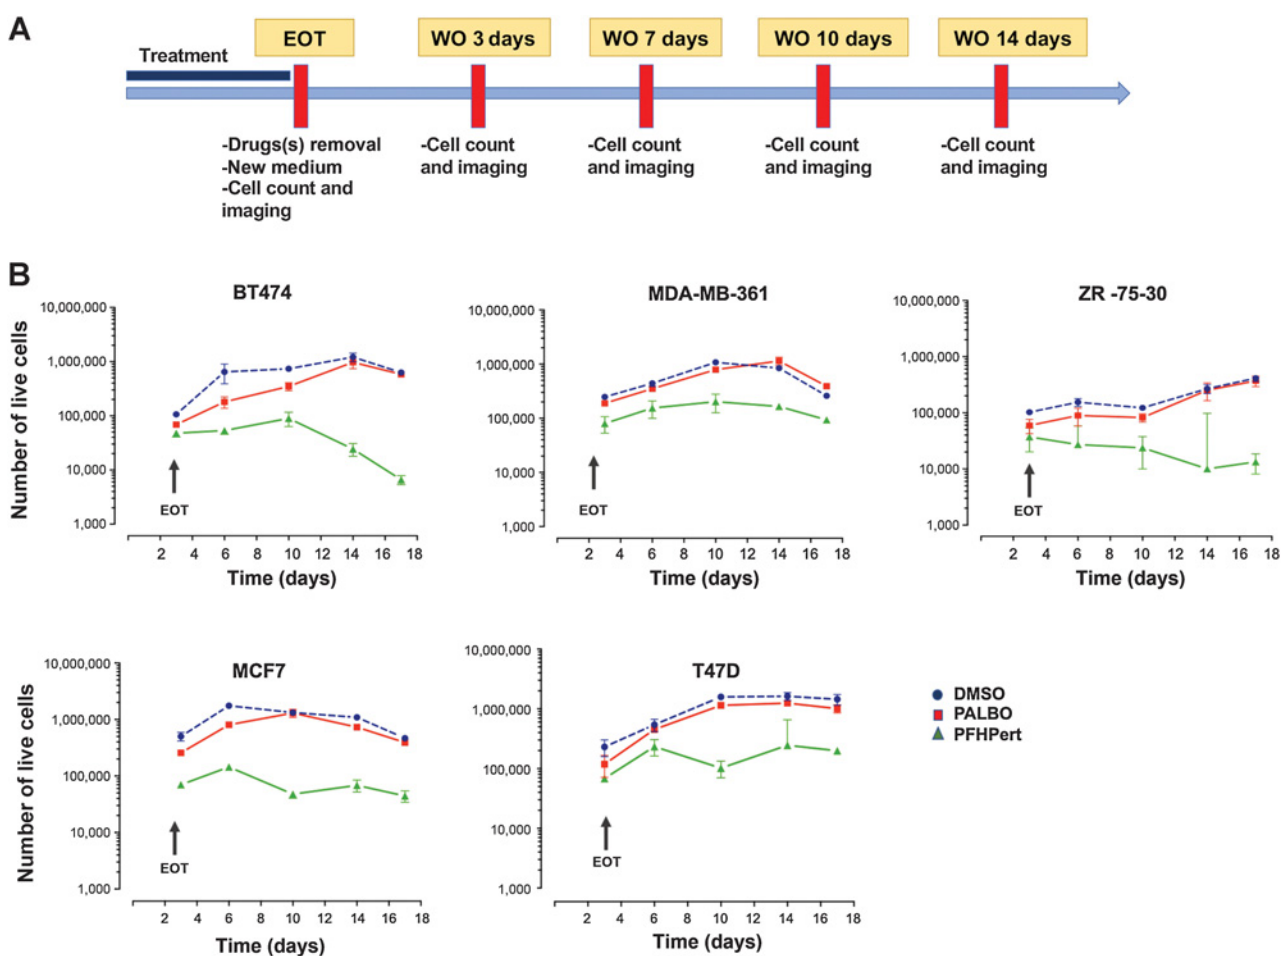 A
Treatment
EOT
WO 3 days
WO 7 days
WO 10 days
WO 14 days
-Drugs(s) removal
-New medium
-Cell count and
imaging
-Cell count
and imaging
-Cell count
and imaging
-Cell count
and imaging
-Cell count
and imaging
B
BT474
Number of live cells
10,000,000
1,000,000
100,000
10,000
1,000
EOT
2 4 6 8 10 12 14 16 18
Time (days)
MDA-MB-361
10,000,000
1,000,000
100,000
10,000
1,000
EOT
2 4 6 8 10 12 14 16 18
Time (days)
ZR -75-30
10,000,000
1,000,000
100,000
10,000
1,000
EOT
2 4 6 8 10 12 14 16 18
Time (days)
MCF7
Number of live cells
10,000,000
1,000,000
100,000
10,000
1,000
EOT
2 4 6 8 10 12 14 16 18
Time (days)
T47D
10,000,000
1,000,000
100,000
10,000
1,000
EOT
2 4 6 8 10 12 14 16 18
Time (days)
DMSO
PALBO
PFHPert